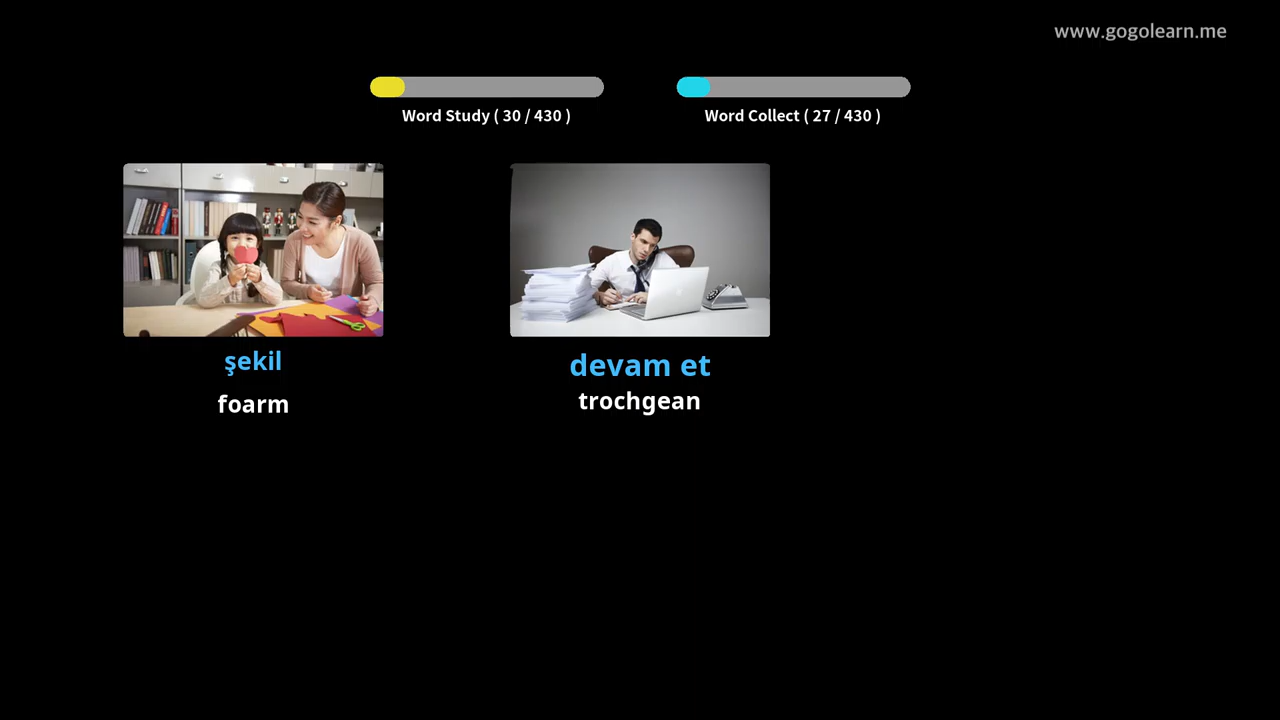 www.gogolearn.me
Word Study ( 30 / 430 )
Word Collect ( 27 / 430 )
şekil
foarm
devam et
trochgean